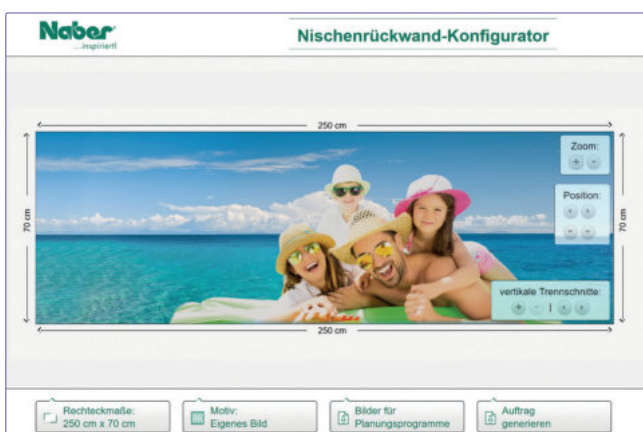 Naber
...inspiriert!
Nischenrückwand-Konfigurator
250 cm
70 cm
70 cm
Zoom:
+ -
Position:
vertikale Trennschnitte:
+ - |
250 cm
Rechteckmaße:
250 cm x 70 cm
Motiv:
Eigenes Bild
Bilder für
Planungsprogramme
Auftrag
generieren